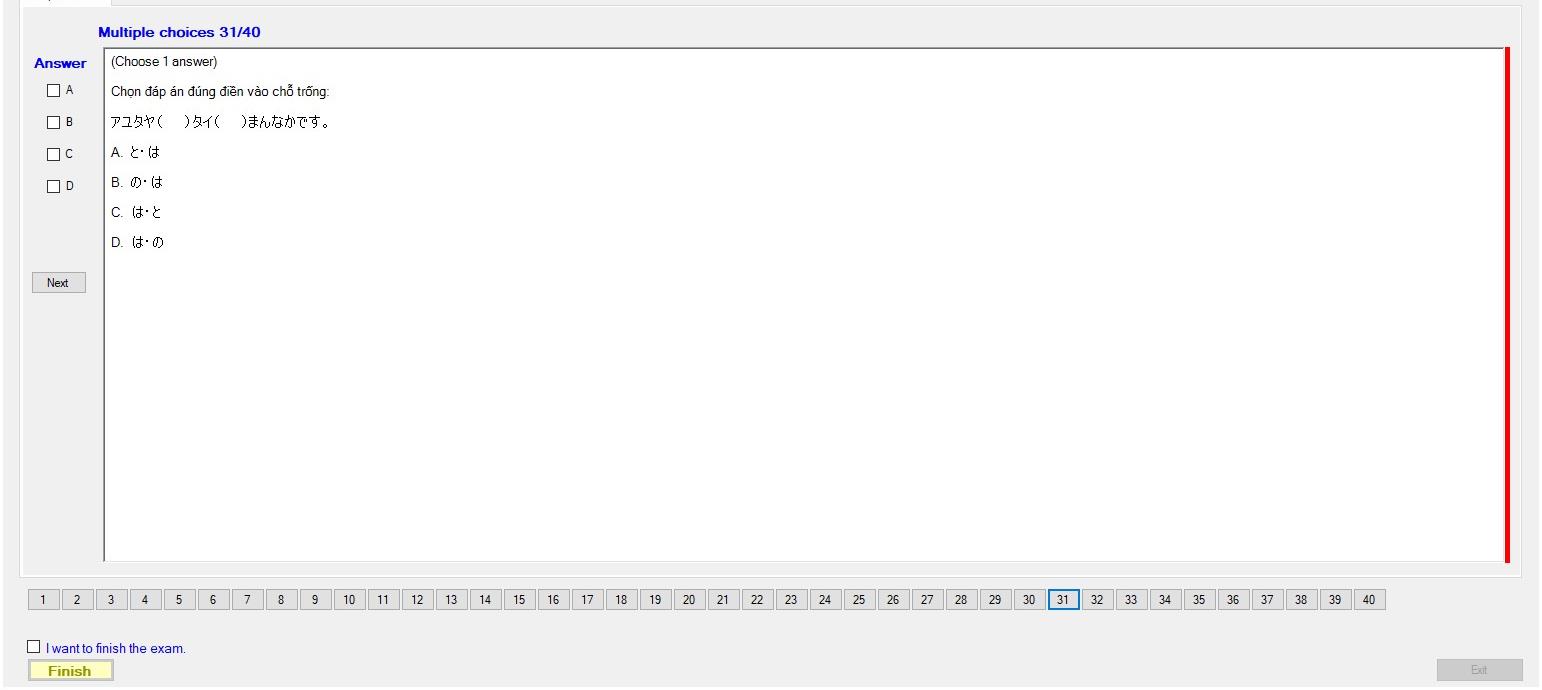 Multiple choices 31/40
Answer
(Choose 1 answer)
A
Chọn đáp án đúng điền vào chỗ trống:
B
アユタヤ(　)タイ(　)まんなかです。
C
A. と・は
D
B. の・は
C. は・と
D. は・の
Next
1 2 3 4 5 6 7 8 9 10 11 12 13 14 15 16 17 18 19 20 21 22 23 24 25 26 27 28 29 30 31 32 33 34 35 36 37 38 39 40
I want to finish the exam.
Finish
Exit